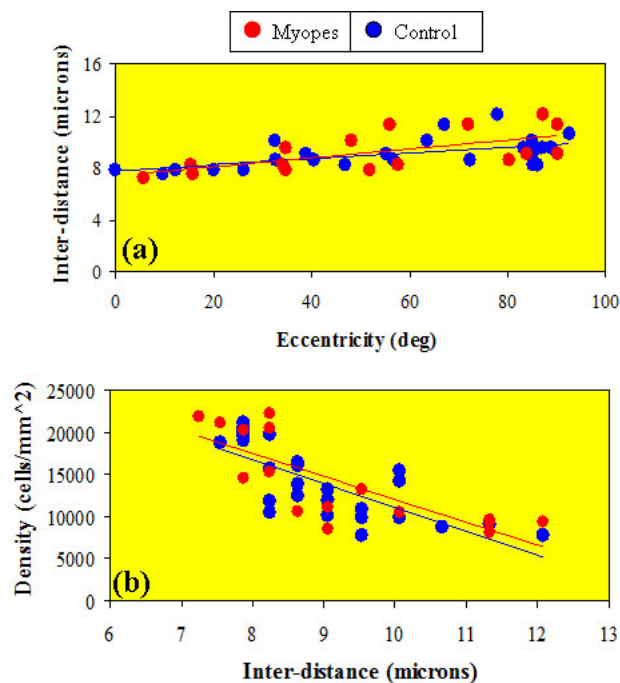 Myopes Control
Inter-distance (microns)
16
12
8
4
0
(a)
0 20 40 60 80 100
Eccentricity (deg)
Density (cells/mm^2)
25000
20000
15000
10000
5000
0
(b)
6 7 8 9 10 11 12 13
Inter-distance (microns)